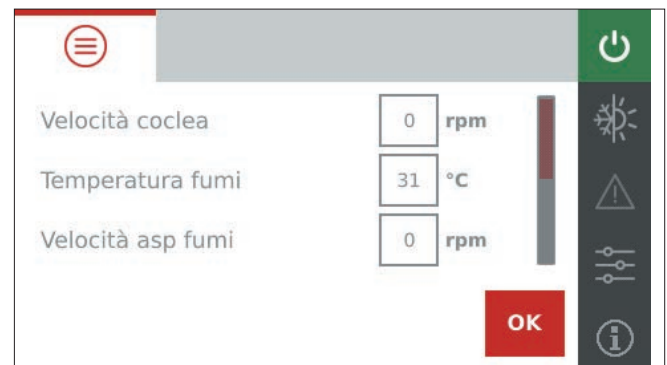 Velocità coclea 0 rpm
Temperatura fumi 31 °C
Velocità asp fumi 0 rpm
OK